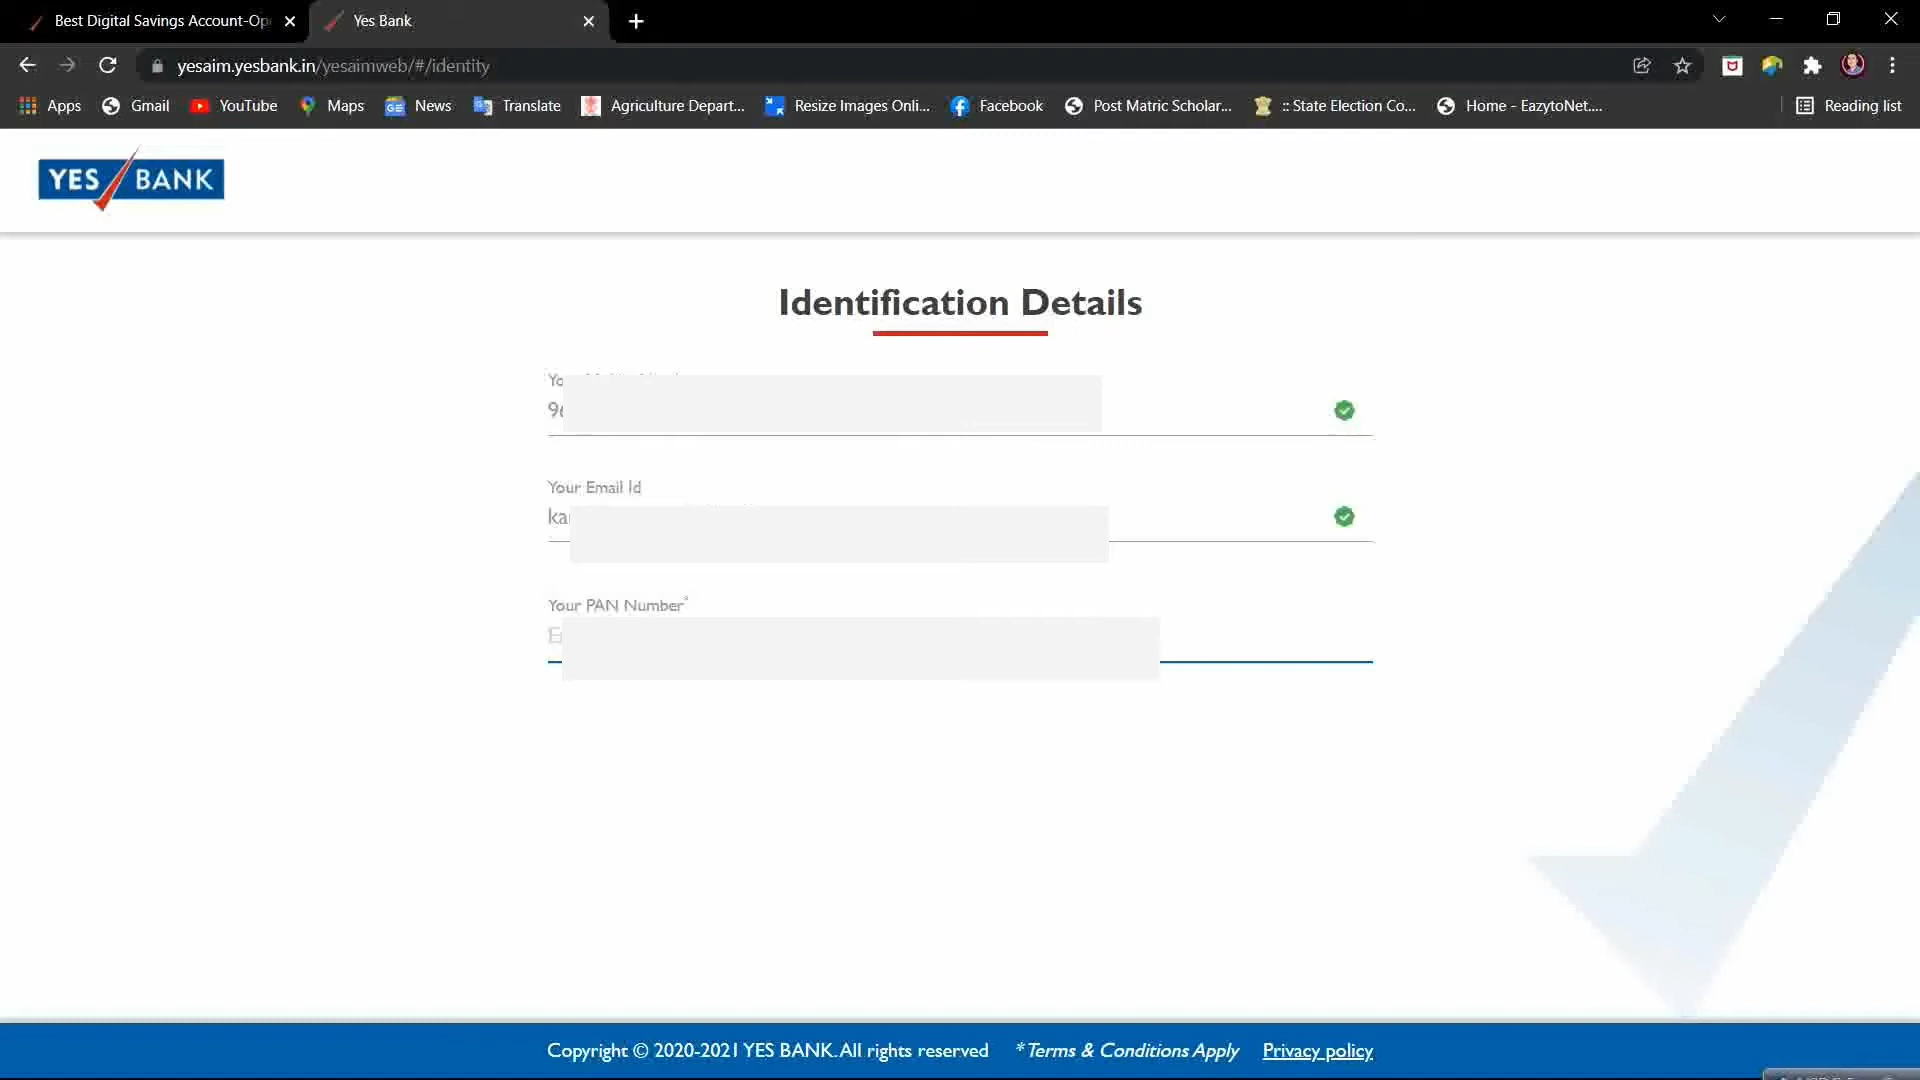 Best Digital Savings Account-Op
Yes Bank
yesaim.yesbank.in/yesaimweb/#/identity
Apps Gmail YouTube Maps News Translate Agriculture Depart... Resize Images Onli... Facebook Post Matric Scholar... :: State Election Co... Home - EazytoNet.... Reading list
YES BANK
Identification Details
96
Your Email Id
ka
Your PAN Number*
Copyright © 2020-2021 YES BANK. All rights reserved *Terms & Conditions Apply Privacy policy